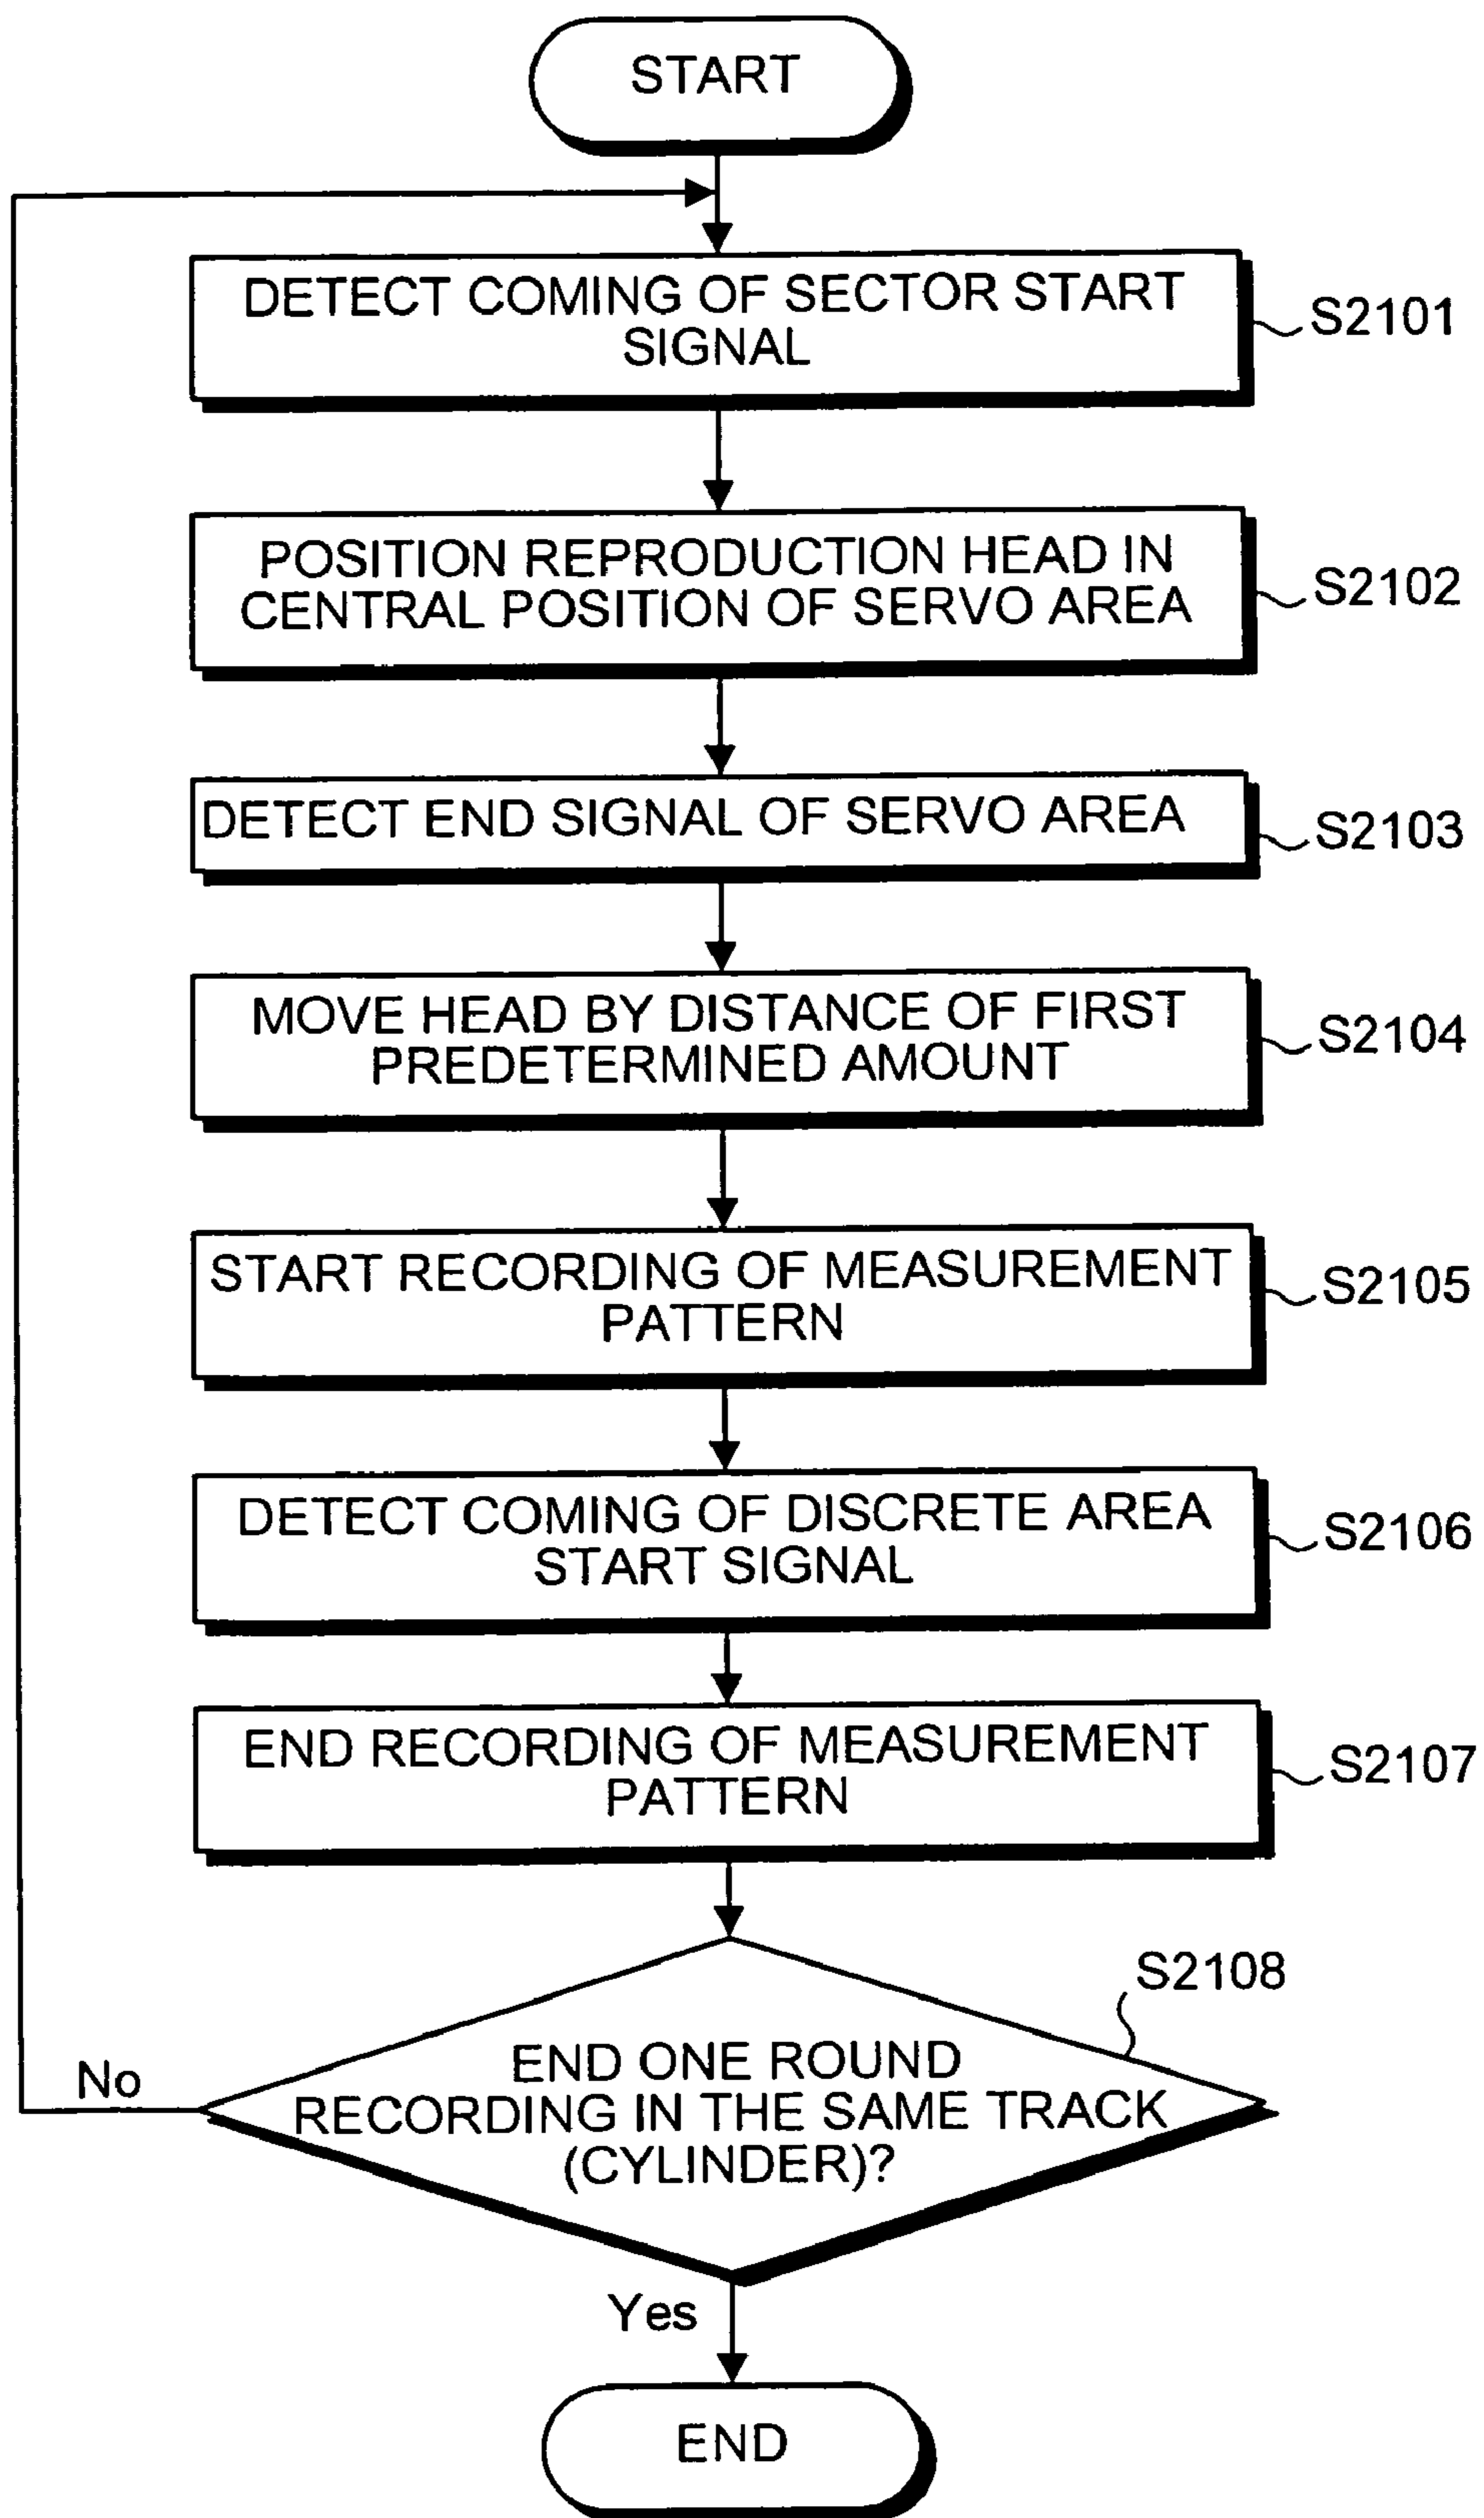 START
DETECT COMING OF SECTOR START
SIGNAL
S2101
POSITION REPRODUCTION HEAD IN
CENTRAL POSITION OF SERVO AREA
S2102
DETECT END SIGNAL OF SERVO AREA
S2103
MOVE HEAD BY DISTANCE OF FIRST
PREDETERMINED AMOUNT
S2104
START RECORDING OF MEASUREMENT
PATTERN
S2105
DETECT COMING OF DISCRETE AREA
START SIGNAL
S2106
END RECORDING OF MEASUREMENT
PATTERN
S2107
S2108
END ONE ROUND
RECORDING IN THE SAME TRACK
(CYLINDER)?
No
Yes
END